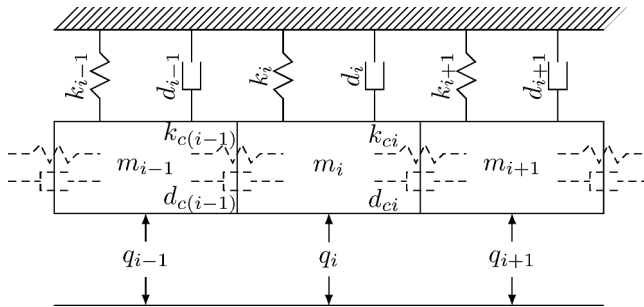 k_{i-1} d_{i-1} k_i d_i k_{i+1} d_{i+1}
k_{c(i-1)} k_{ci}
m_{i-1} m_i m_{i+1}
d_{c(i-1)} d_{ci}
q_{i-1} q_i q_{i+1}